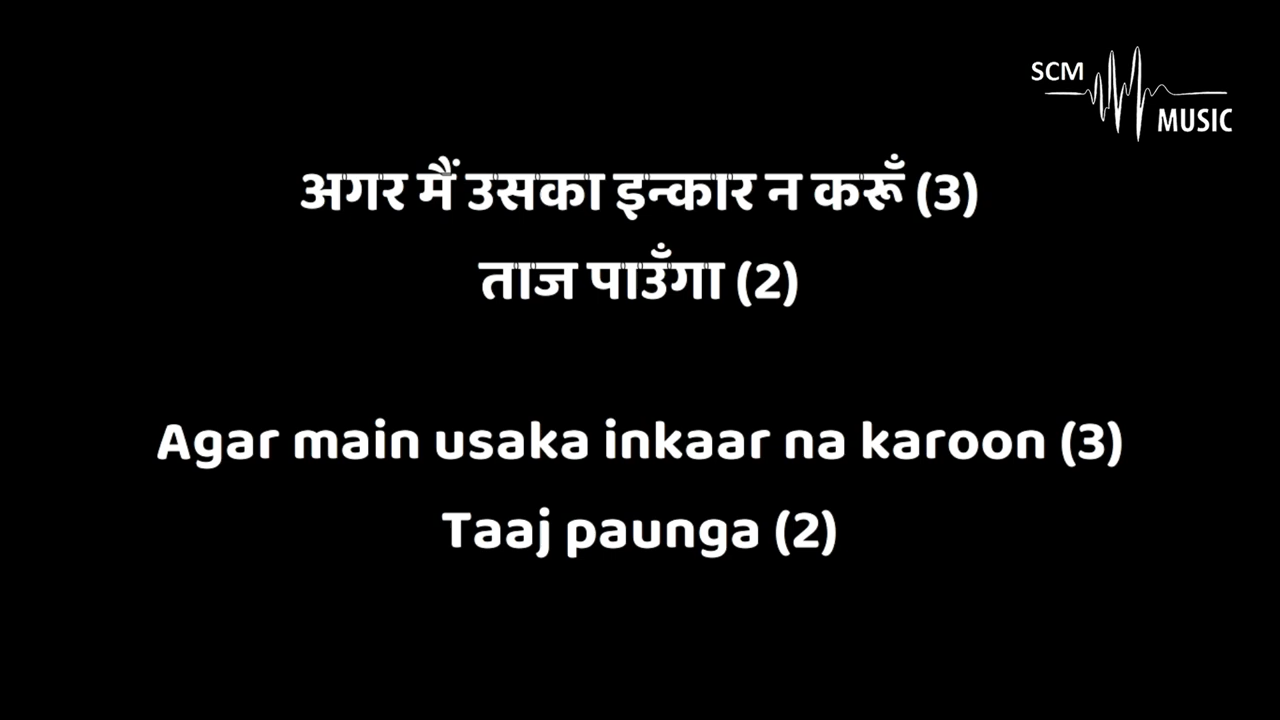 SCM
MUSIC
अगर मैं उसका इन्कार न करूँ (3)
ताज पाउँगा (2)
Agar main usaka inkaar na karoon (3)
Taaj paunga (2)